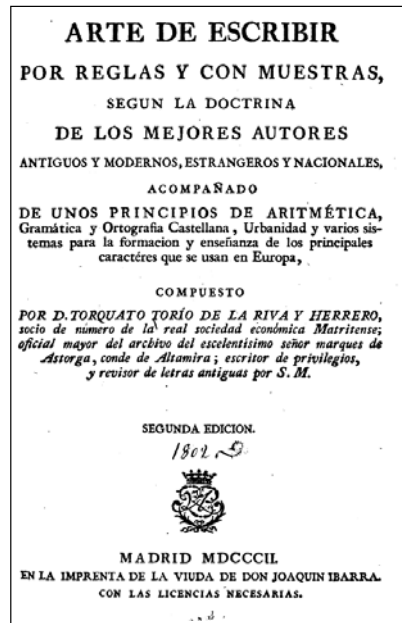 ARTE DE ESCRIBIR
POR REGLAS Y CON MUESTRAS,
SEGUN LA DOCTRINA
DE LOS MEJORES AUTORES
ANTIGUOS Y MODERNOS, ESTRANGEROS Y NACIONALES,
ACOMPAÑADO
DE UNOS PRINCIPIOS DE ARITMÉTICA,
Gramática y Ortografia Castellana, Urbanidad y varios sis-
temas para la formacion y enseñanza de los principales
caractéres que se usan en Europa,
COMPUESTO
POR D. TORQUATO TORÍO DE LA RIVA Y HERRERO,
socio de número de la real sociedad económica Matritense;
oficial mayor del archivo del escelentísimo señor marques de
Astorga, conde de Altamira; escritor de privilegios,
y revisor de letras antiguas por S. M.
SEGUNDA EDICION.
1802
MADRID MDCCCII.
EN LA IMPRENTA DE LA VIUDA DE DON JOAQUIN IBARRA.
CON LAS LICENCIAS NECESARIAS.